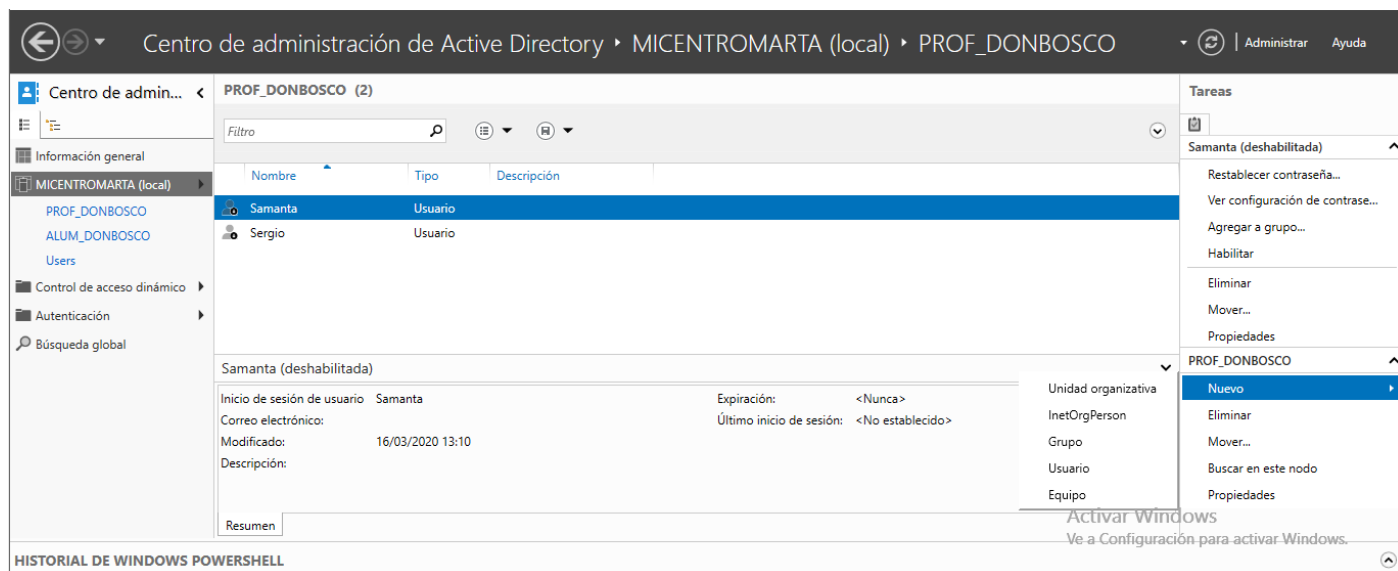 Centro de administración de Active Directory ‣ MICENTROMARTA (local) ‣ PROF_DONBOSCO
Administrar Ayuda
Centro de admin...
Información general
MICENTROMARTA (local)
PROF_DONBOSCO
ALUM_DONBOSCO
Users
Control de acceso dinámico
Autenticación
Búsqueda global
PROF_DONBOSCO (2)
Filtro
Nombre Tipo Descripción
Samanta Usuario
Sergio Usuario
Samanta (deshabilitada)
Inicio de sesión de usuario Samanta Expiración: <Nunca>
Correo electrónico: Último inicio de sesión: <No establecido>
Modificado: 16/03/2020 13:10
Descripción:
Resumen
Tareas
Samanta (deshabilitada)
Restablecer contraseña...
Ver configuración de contrase...
Agregar a grupo...
Habilitar
Eliminar
Mover...
Propiedades
PROF_DONBOSCO
Nuevo
Eliminar
Mover...
Buscar en este nodo
Propiedades
Unidad organizativa
InetOrgPerson
Grupo
Usuario
Equipo
Activar Windows
Ve a Configuración para activar Windows.
HISTORIAL DE WINDOWS POWERSHELL